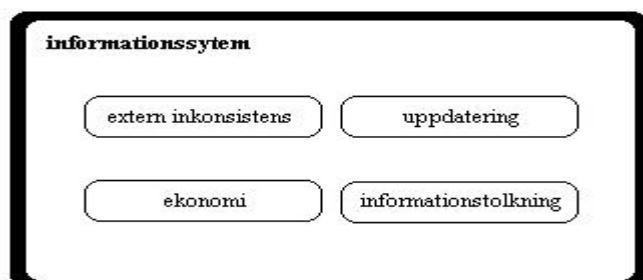 informationssytem
extern inkonsistens
uppdatering
ekonomi
informationstolkning